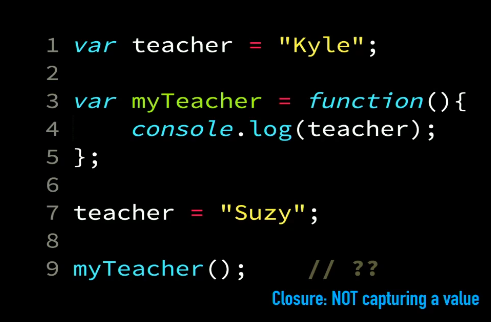 1 var teacher = "Kyle";
2
3 var myTeacher = function(){
4     console.log(teacher);
5 };
6
7 teacher = "Suzy";
8
9 myTeacher();    // ??
Closure: NOT capturing a value